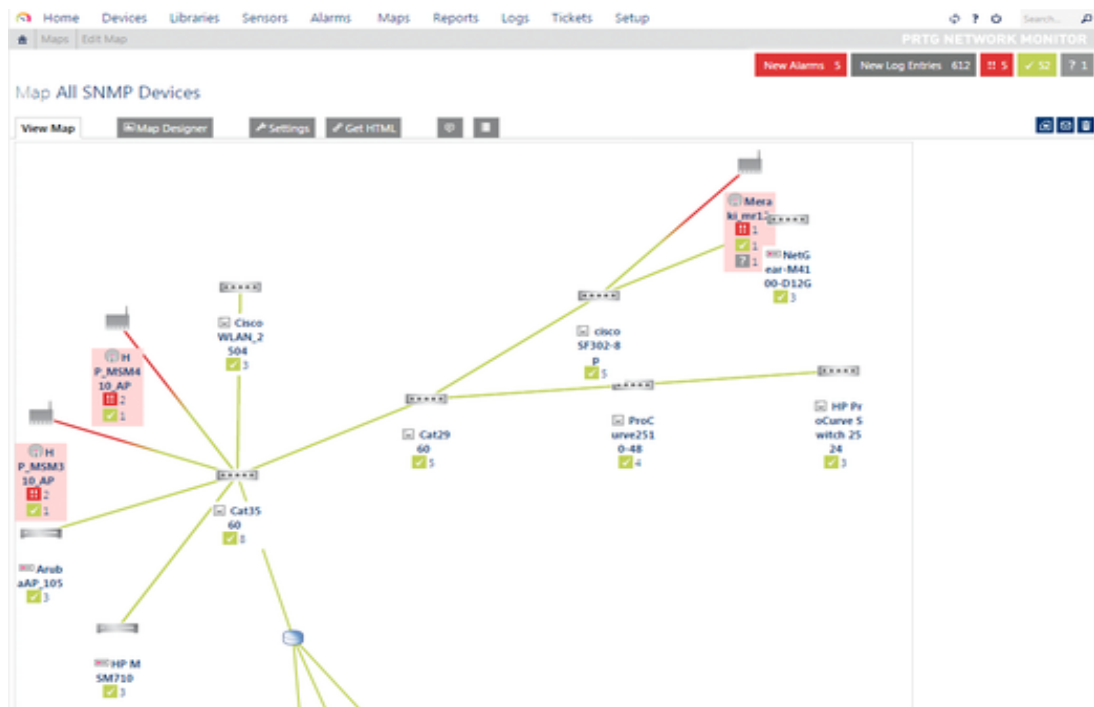 Home Devices Libraries Sensors Alarms Maps Reports Logs Tickets Setup ? Search...
Maps Edit Map PRTG NETWORK MONITOR
New Alarms 5 New Log Entries 612 !! 5 ✓ 52 ? 1
Map All SNMP Devices
View Map Map Designer Settings Get HTML
Mera
ki_mr1
!! 1
✓ 1
? 1
NetG
ear-M41
00-D12G
✓ 3
Cisco
WLAN_2
504
✓ 3
cisco
SF302-8
P
✓ 5
H
P_MSM4
10_AP
!! 2
✓ 1
Cat29
60
✓ 5
ProC
urve251
0-48
✓ 4
HP Pr
oCurve S
witch 25
24
✓ 3
H
P_MSM3
10_AP
!! 2
✓ 1
Cat35
60
✓ 8
Arub
aAP_105
✓ 3
HP M
SM710
✓ 3